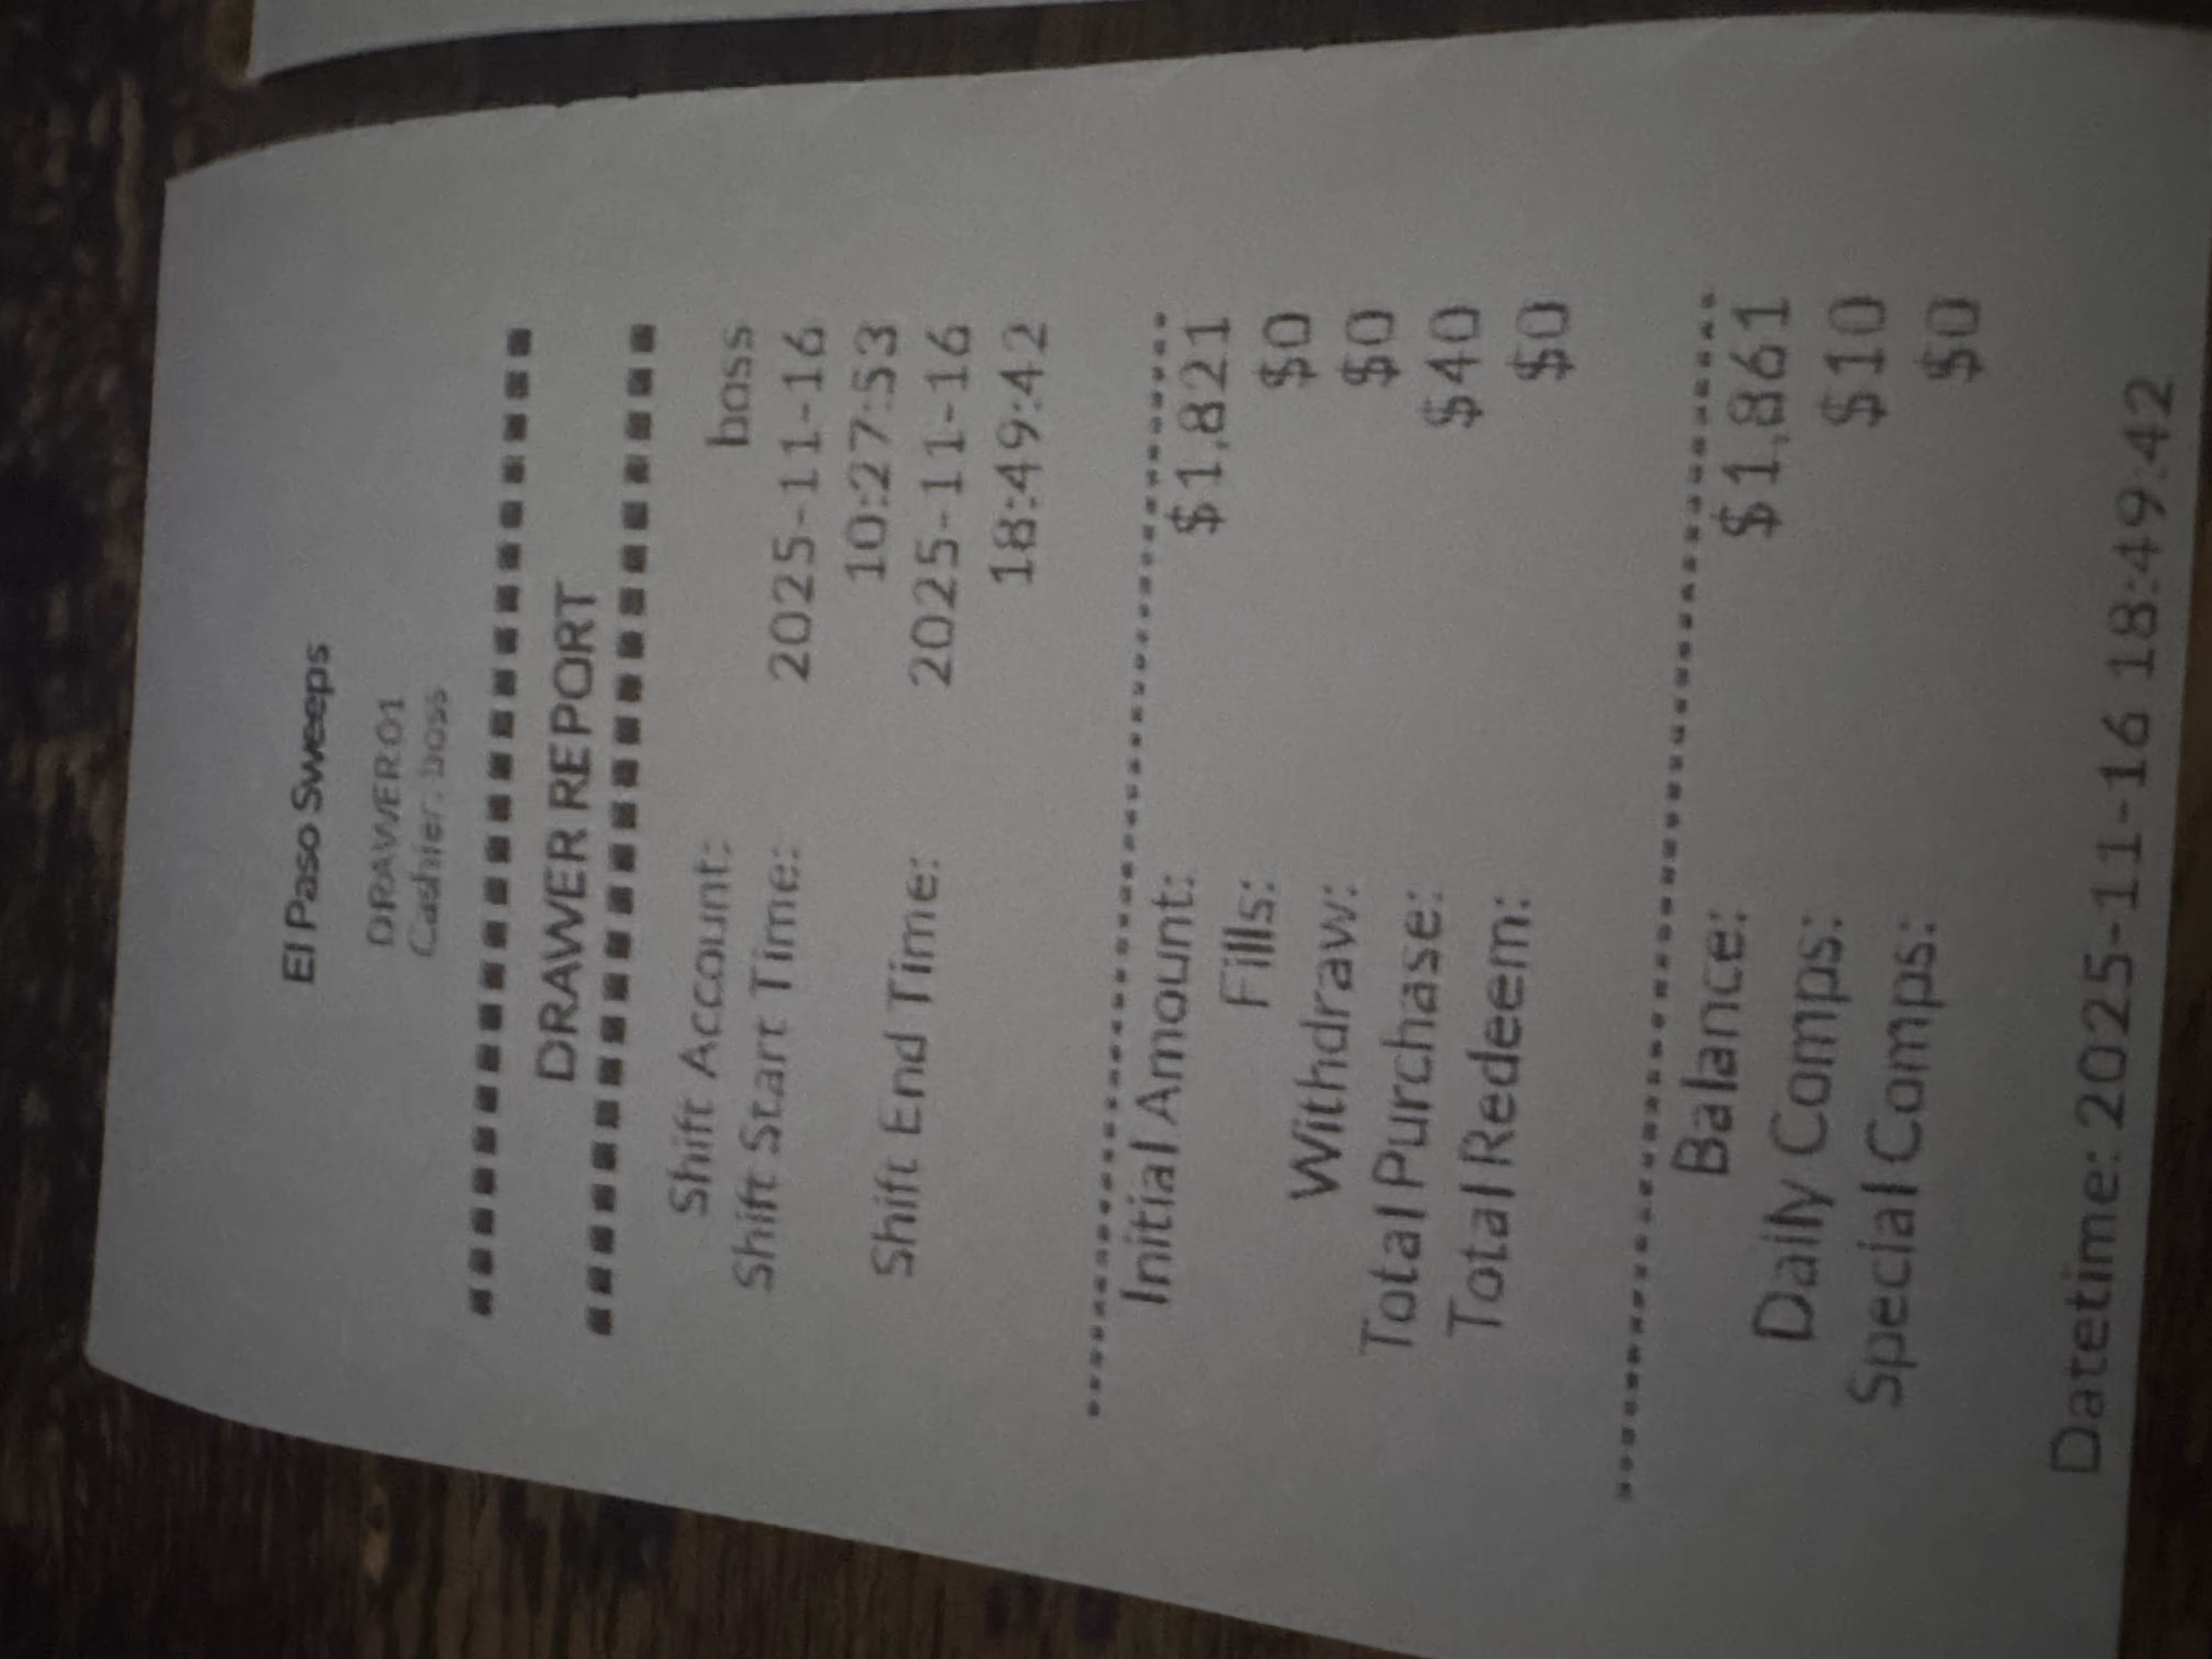 El Paso Sweeps
DRAWER01
Cashier: boss
DRAWER REPORT
Shift Account: boss
Shift Start Time: 2025-11-16
10:27:53
Shift End Time: 2025-11-16
18:49:42
Initial Amount: $1,821
Fills: $0
Withdraw: $0
Total Purchase: $40
Total Redeem: $0
Balance: $1,861
Daily Comps: $10
Special Comps: $0
Datetime: 2025-11-16 18:49:42